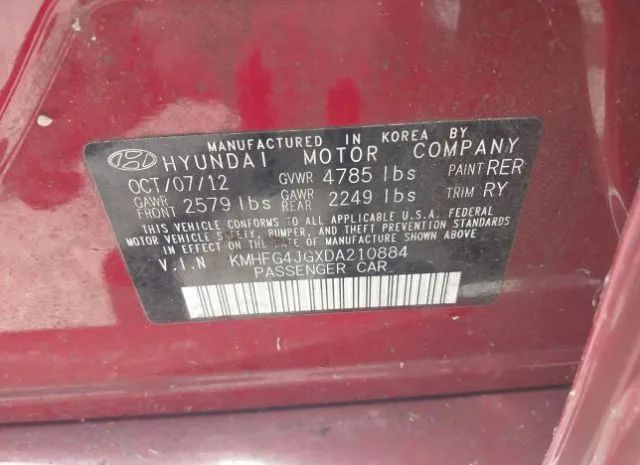 MANUFACTURED IN KOREA BY
HYUNDAI MOTOR COMPANY
OCT/07/12 GVWR 4785 lbs PAINT RER
GAWR FRONT 2579 lbs GAWR REAR 2249 lbs TRIM RY
THIS VEHICLE CONFORMS TO ALL APPLICABLE U.S.A. FEDERAL
MOTOR VEHICLE SAFETY, BUMPER, AND THEFT PREVENTION STANDARDS
IN EFFECT ON THE DATE OF MANUFACTURE SHOWN ABOVE.
V.I.N KMHFG4JGXDA210884
PASSENGER CAR